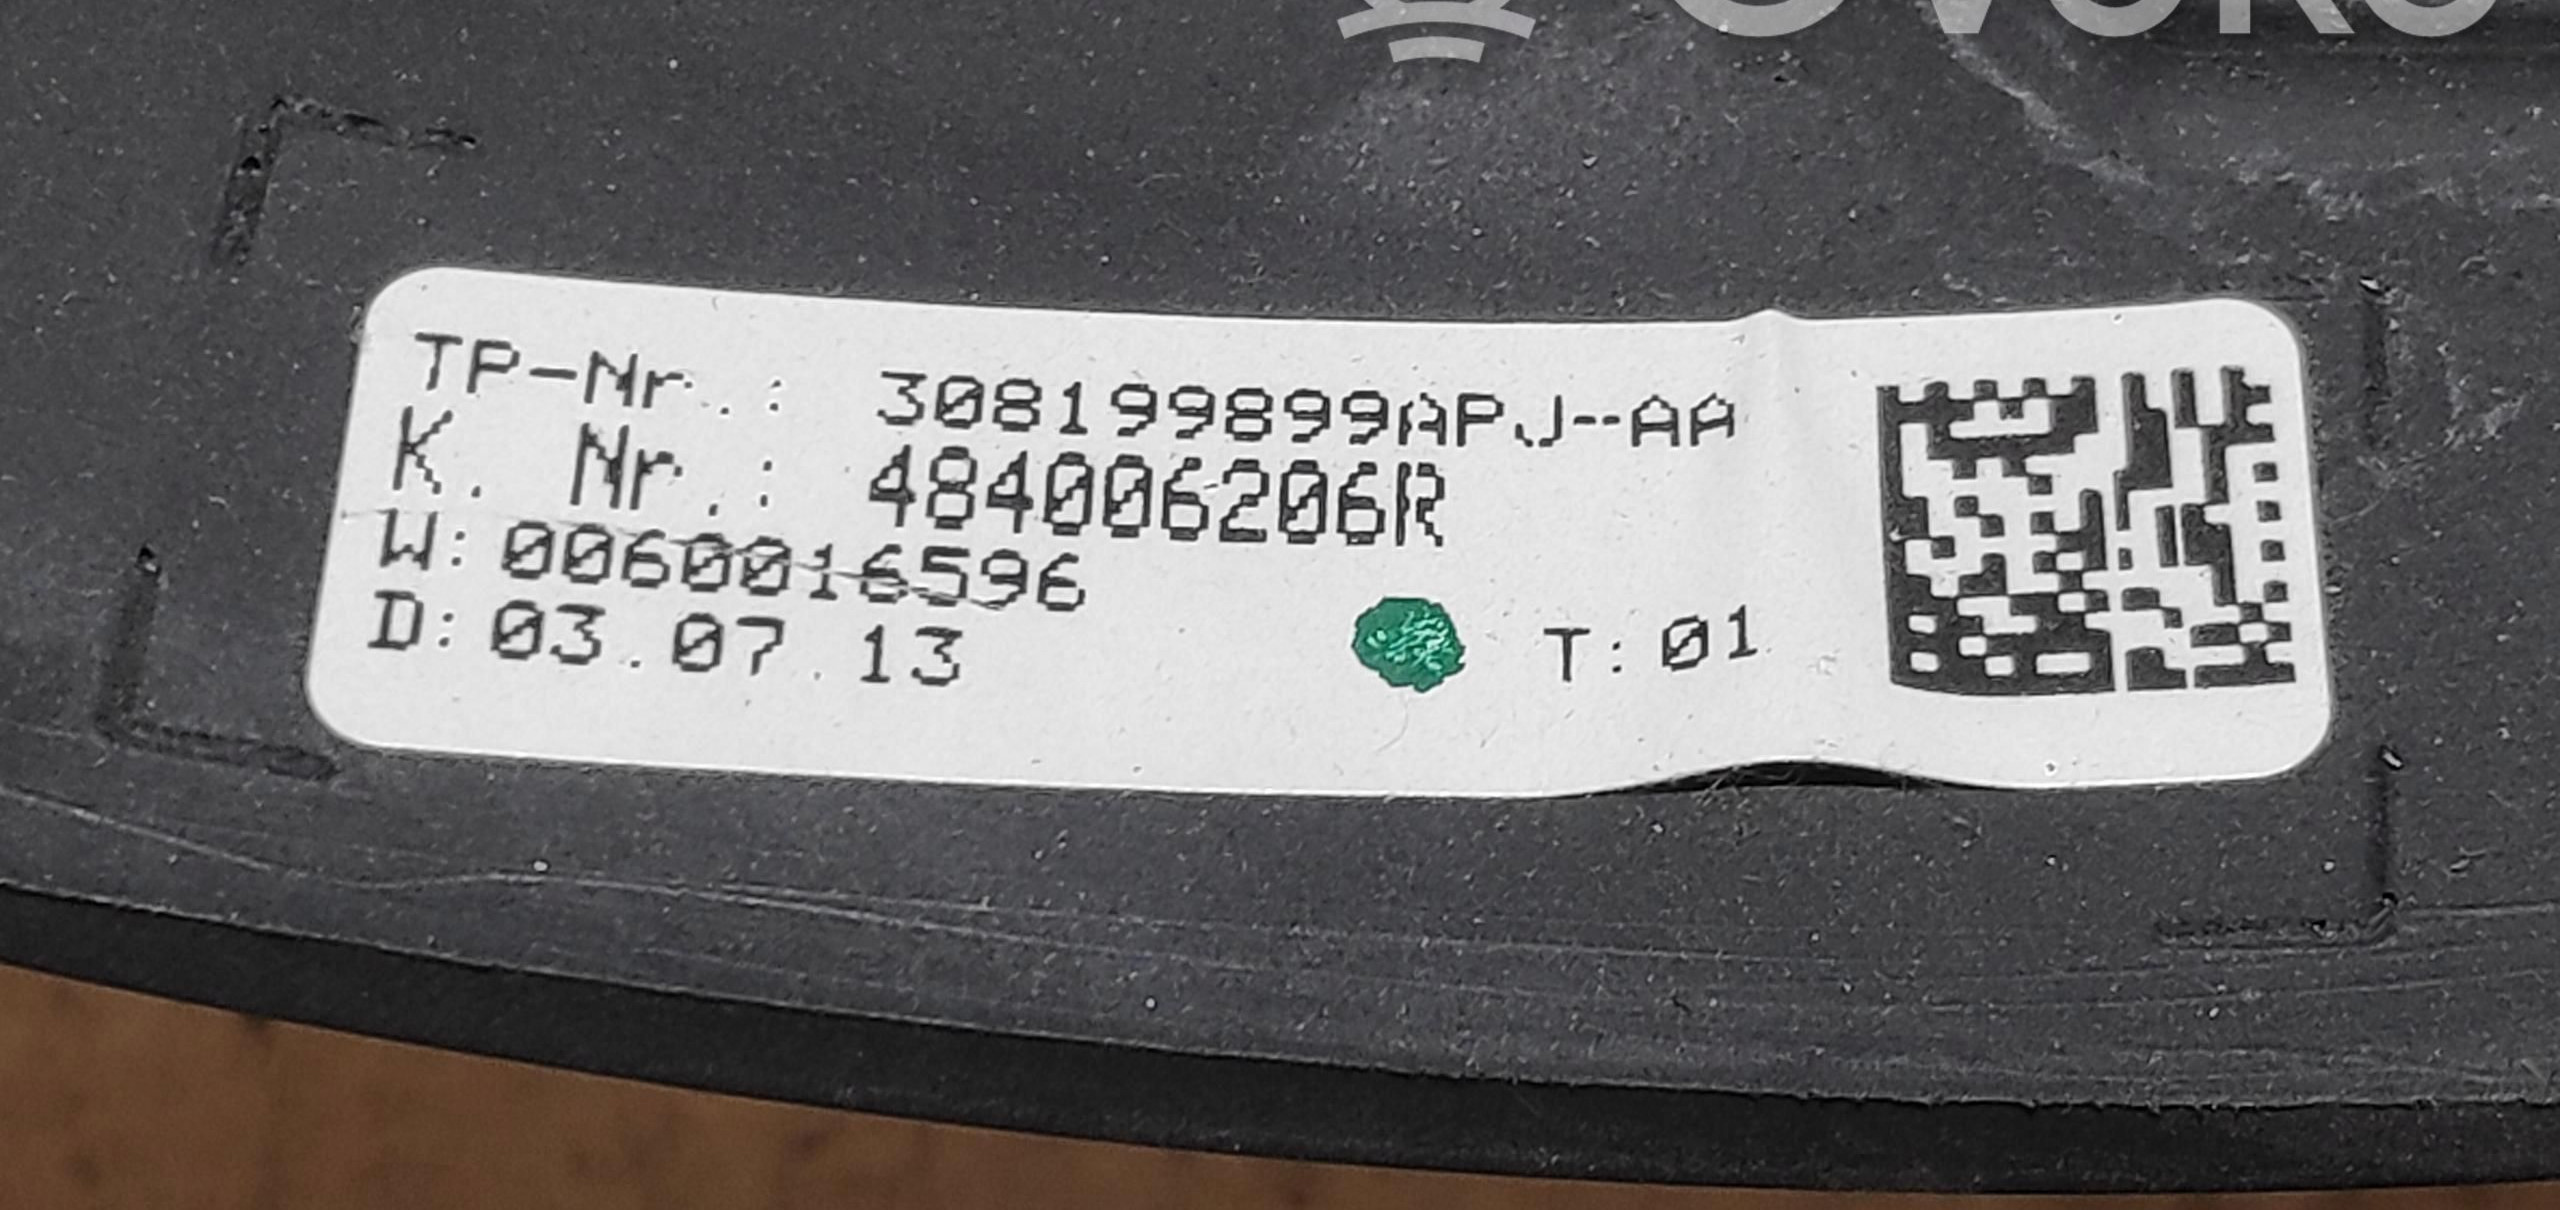 TP-Nr.: 308199899APJ-AA
K. Nr.: 484006206R
W: 0060016596
D: 03.07.13
T: 01